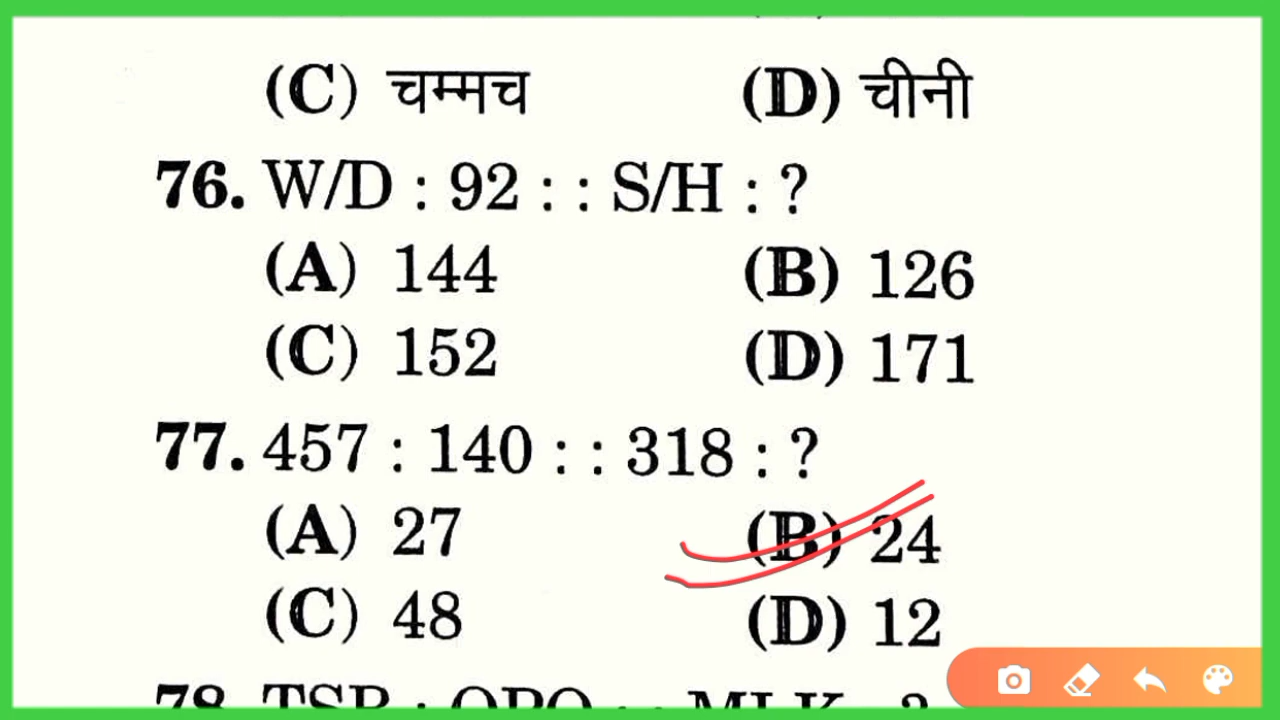 (C) चम्मच (D) चीनी
76. W/D : 92 : : S/H : ?
(A) 144 (B) 126
(C) 152 (D) 171
77. 457 : 140 : : 318 : ?
(A) 27 (B) 24
(C) 48 (D) 12